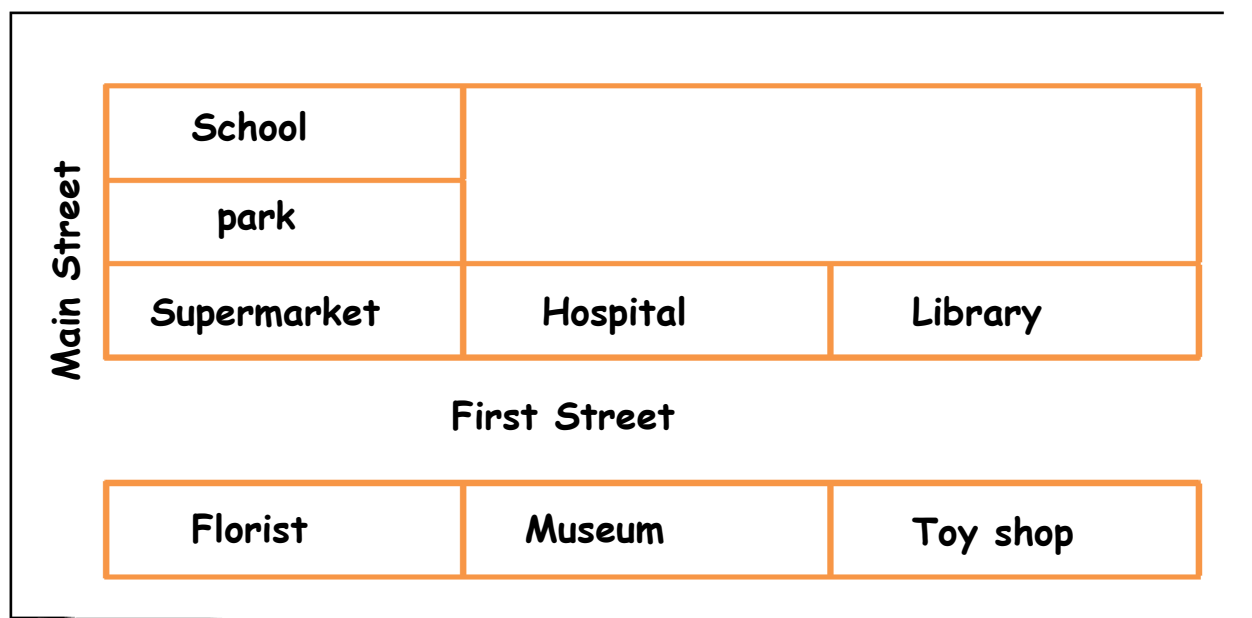 School
park
Main Street
Supermarket Hospital Library
First Street
Florist Museum Toy shop